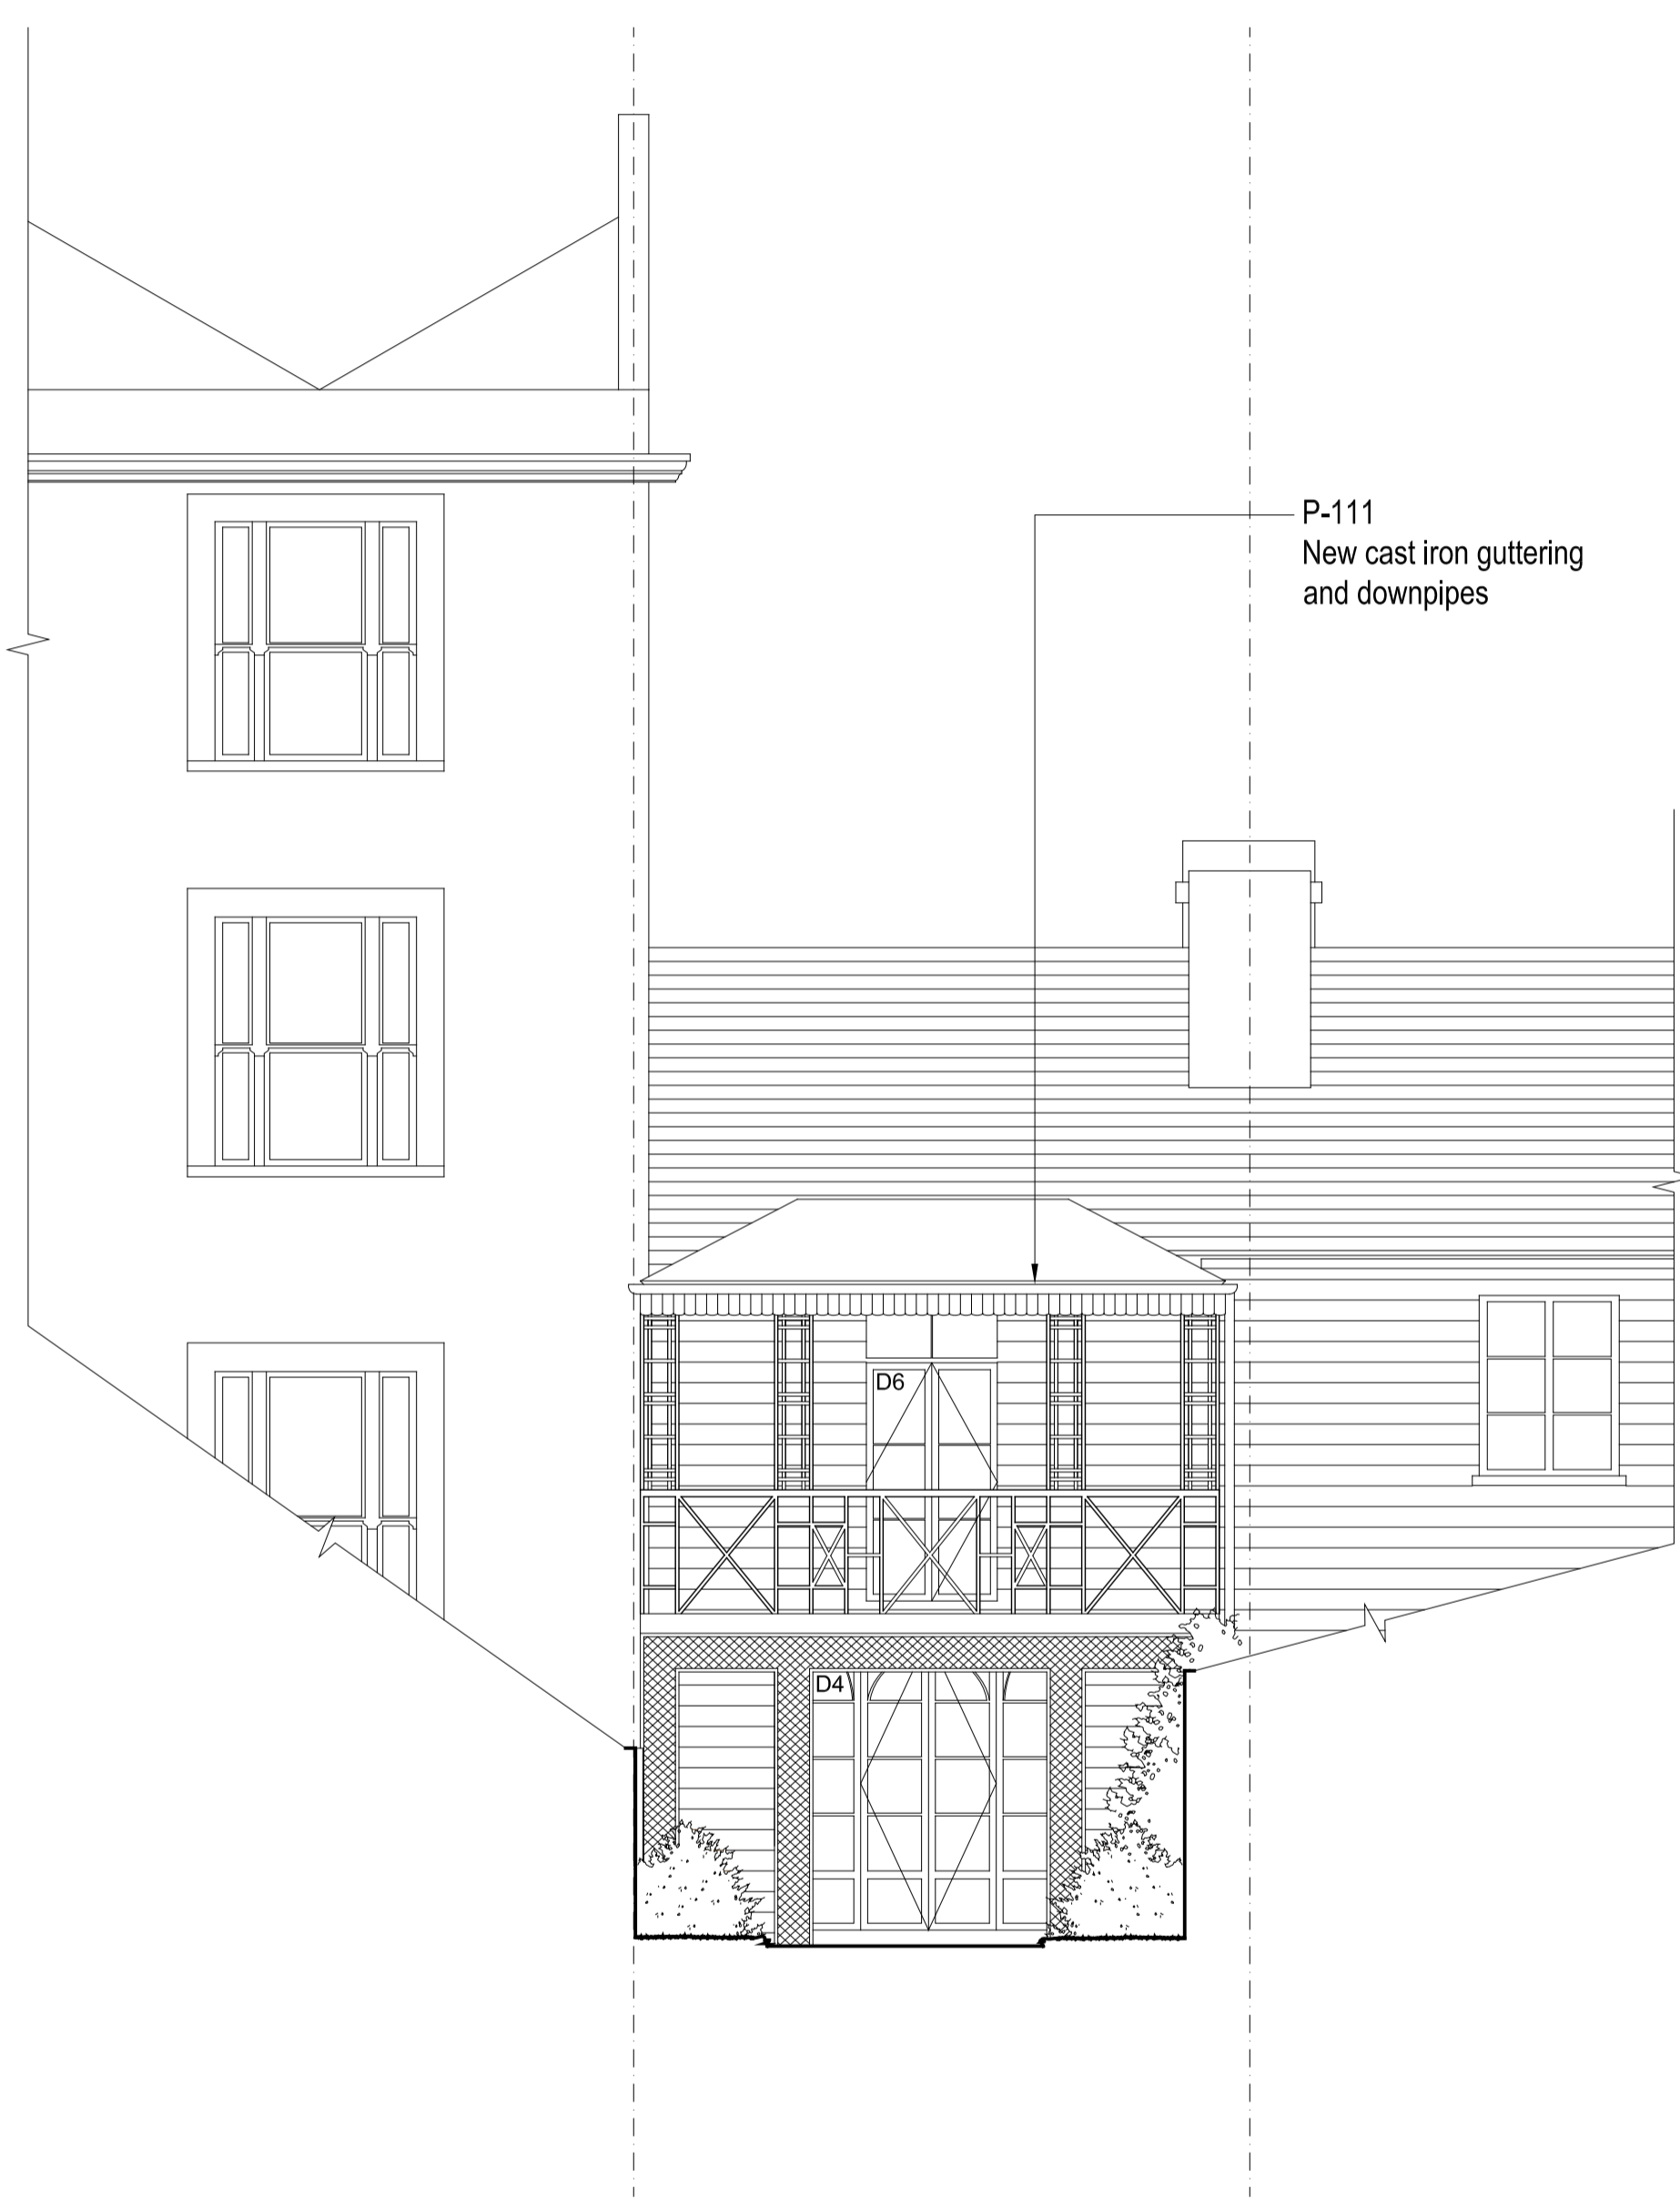 P-111
New cast iron guttering
and downpipes
D6
D4